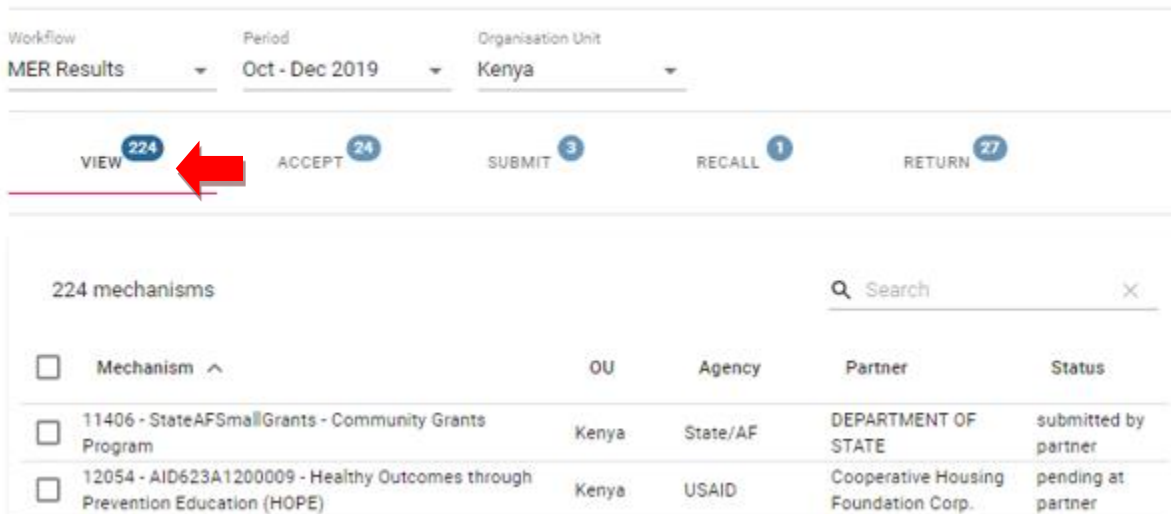 Workflow Period Organisation Unit
MER Results Oct - Dec 2019 Kenya
VIEW 224 ACCEPT 24 SUBMIT 3 RECALL 1 RETURN 27
224 mechanisms Search
Mechanism OU Agency Partner Status
11406 - StateAFSmallGrants - Community Grants
Program
Kenya State/AF
DEPARTMENT OF
STATE
submitted by
partner
12054 - AID623A1200009 - Healthy Outcomes through
Prevention Education (HOPE)
Kenya USAID
Cooperative Housing
Foundation Corp.
pending at
partner